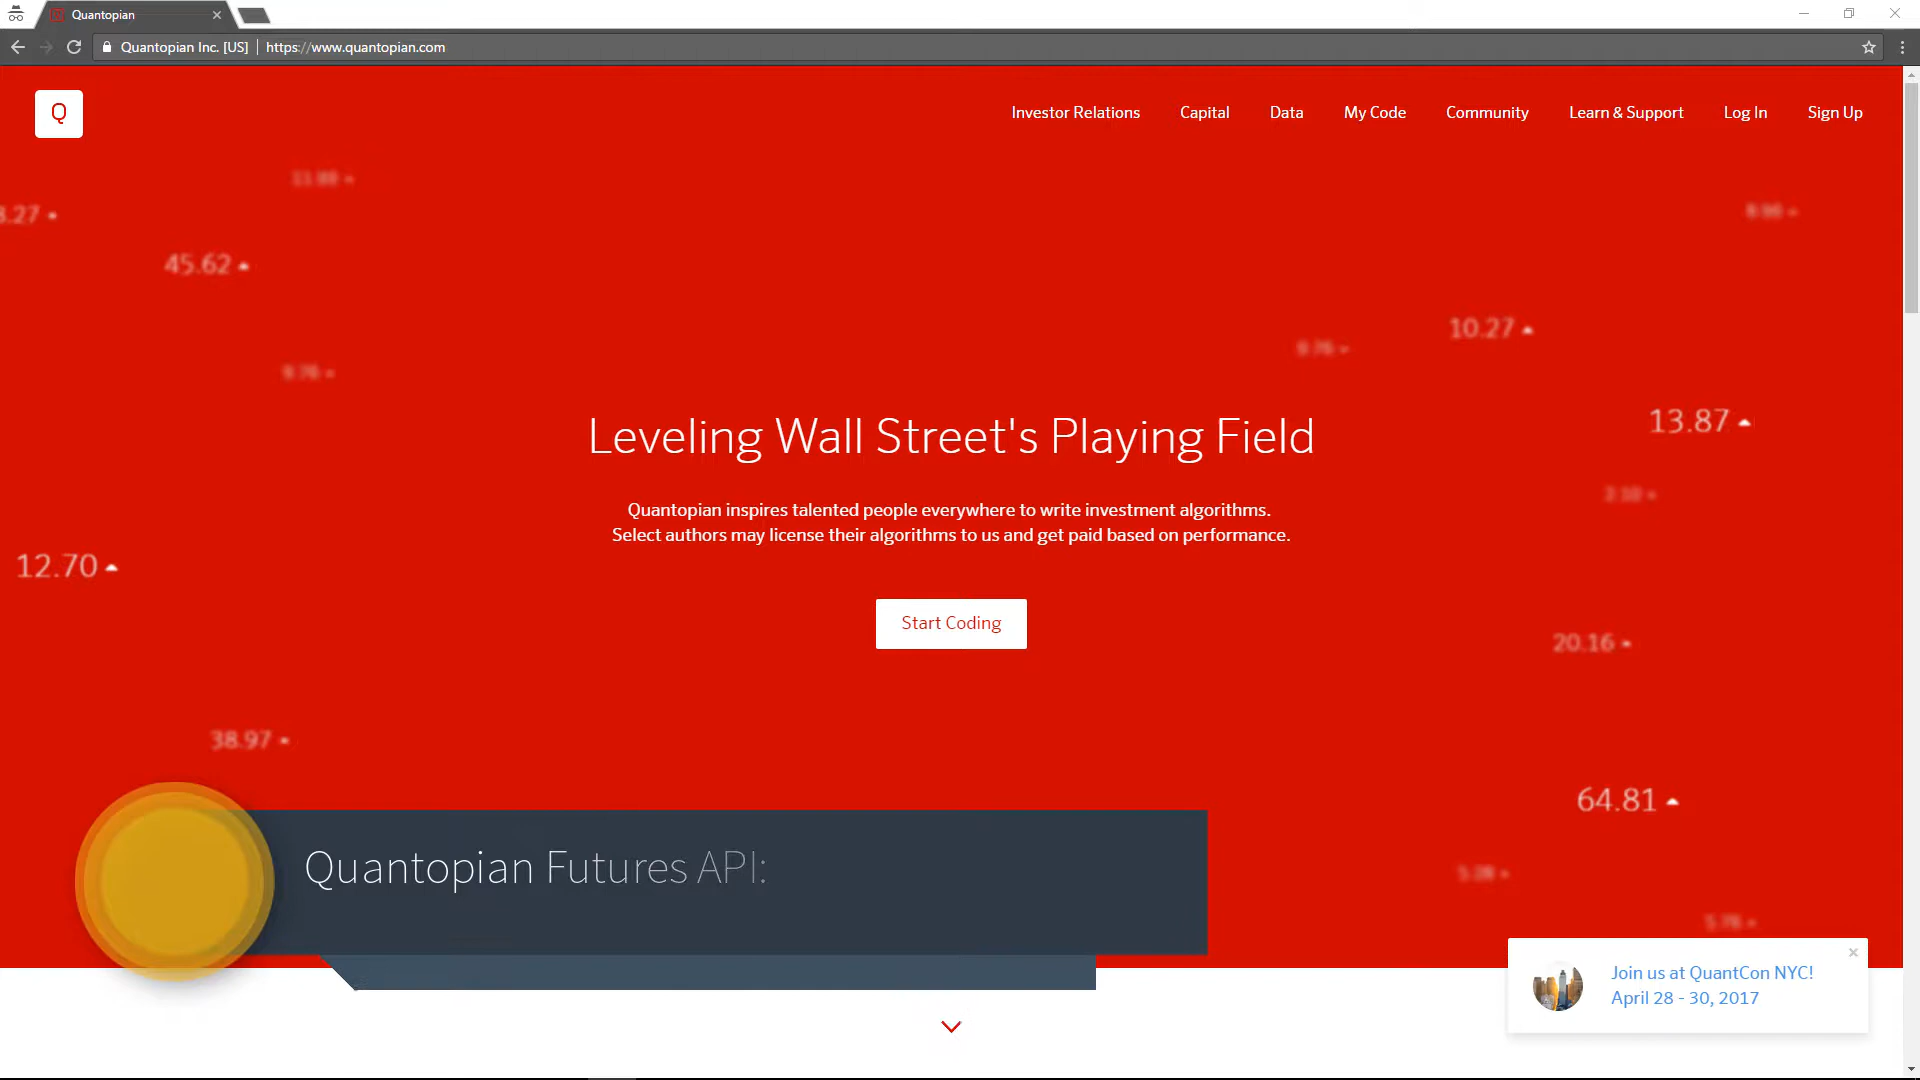 Quantopian
Quantopian Inc. [US] https://www.quantopian.com
Q
Investor Relations Capital Data My Code Community Learn & Support Log In Sign Up
45.62
10.27
13.87
Leveling Wall Street's Playing Field
Quantopian inspires talented people everywhere to write investment algorithms.
Select authors may license their algorithms to us and get paid based on performance.
12.70
Start Coding
20.16
38.97
64.81
Quantopian Futures API:
Join us at QuantCon NYC!
April 28 - 30, 2017